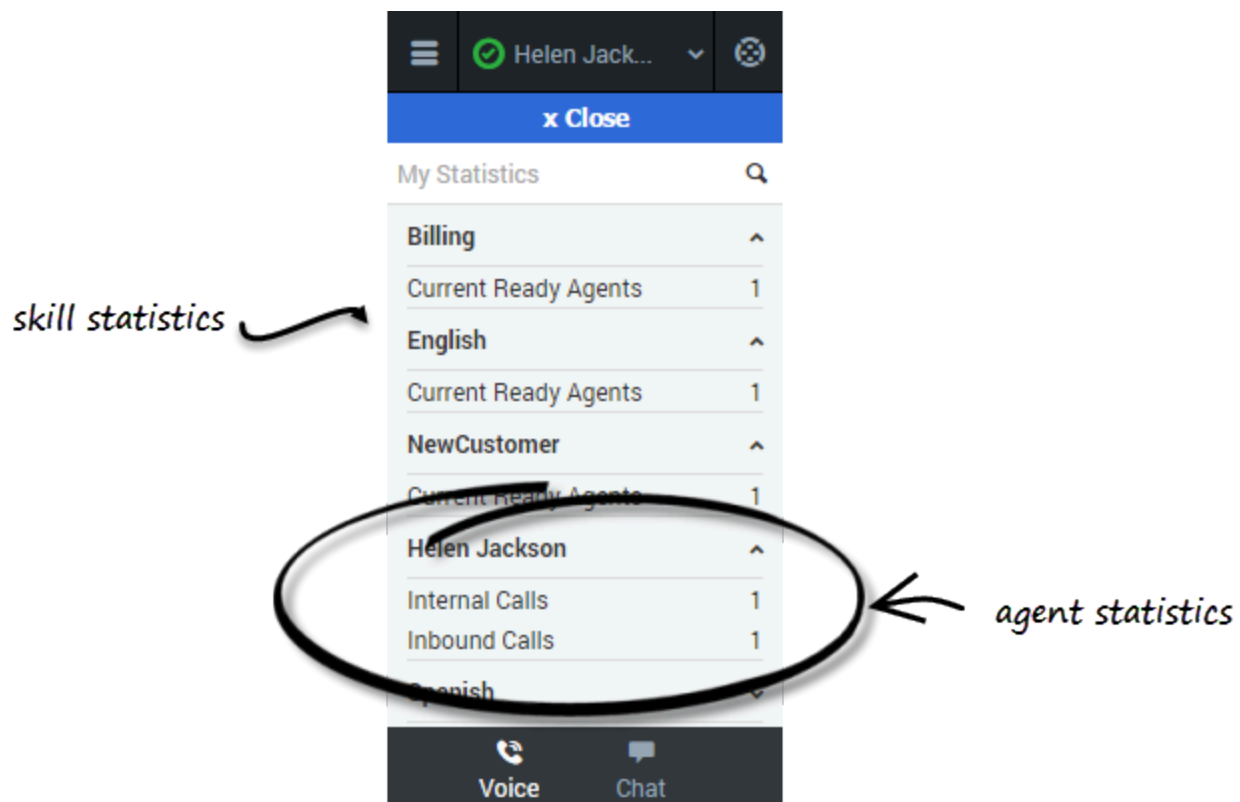 Helen Jack...
x Close
My Statistics
Billing
Current Ready Agents 1
skill statistics
English
Current Ready Agents 1
NewCustomer
Current Ready Agents 1
Helen Jackson
Internal Calls 1
agent statistics
Inbound Calls 1
Spanish
Voice Chat